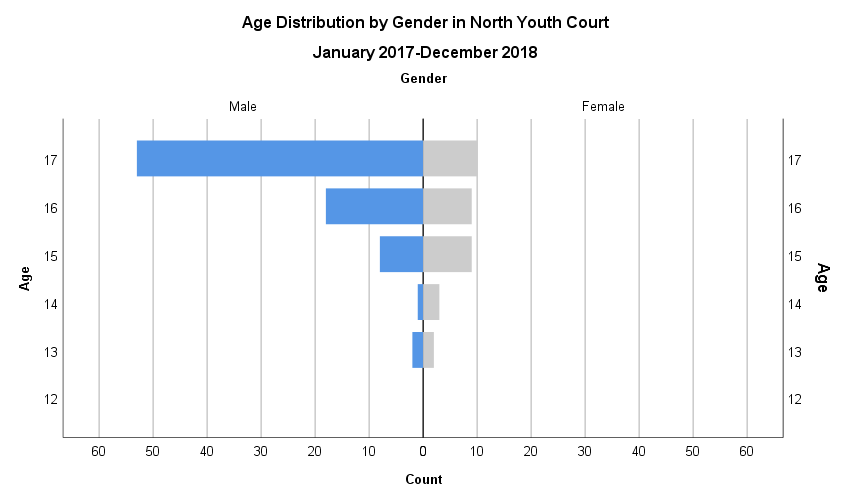 Age Distribution by Gender in North Youth Court
January 2017-December 2018
Gender
Male Female
17 17
16 16
15 15
Age Age
14 14
13 13
12 12
60 50 40 30 20 10 0 10 20 30 40 50 60
Count